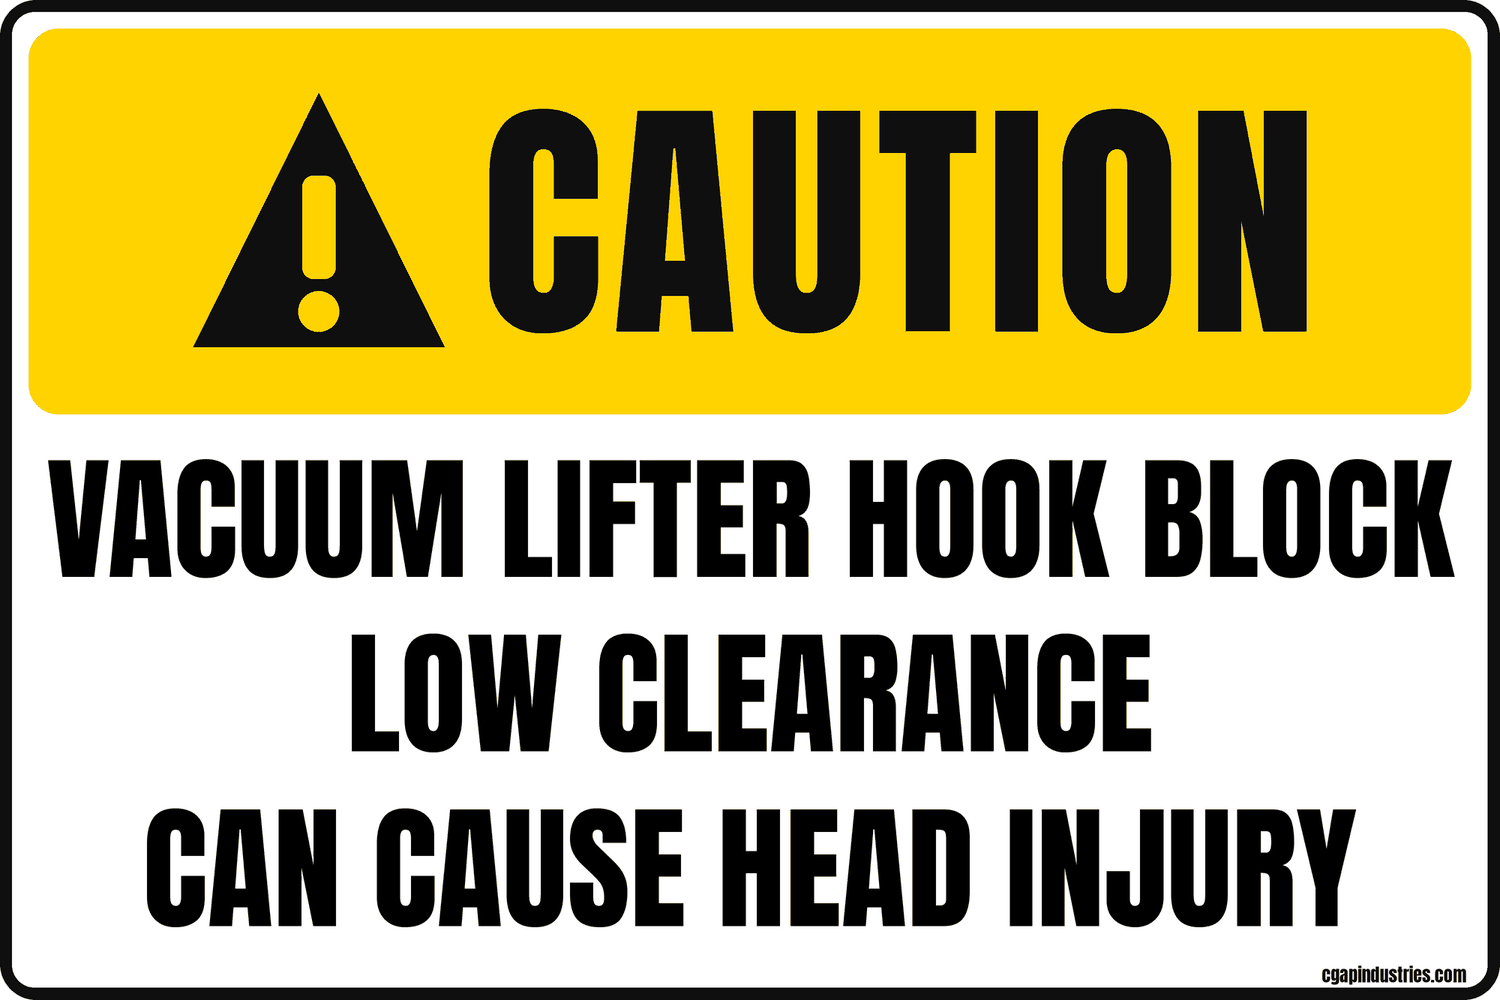 CAUTION
VACUUM LIFTER HOOK BLOCK
LOW CLEARANCE
CAN CAUSE HEAD INJURY
cgapindustries.com